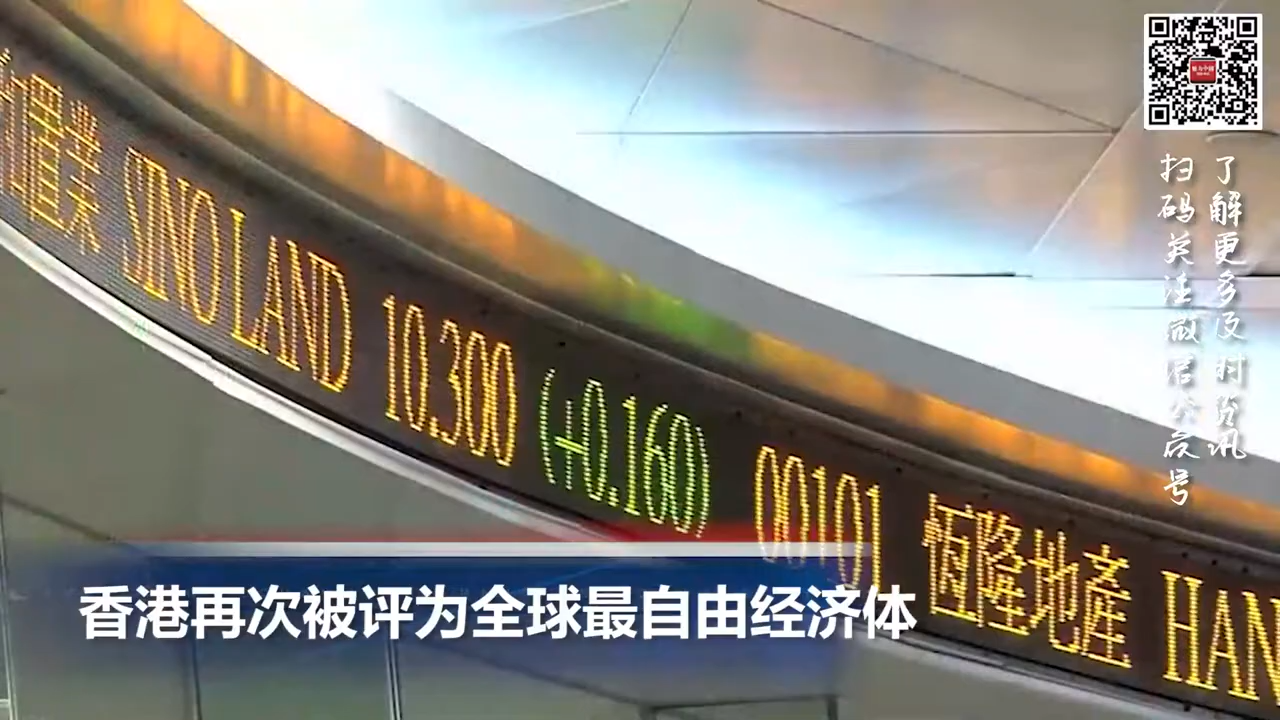 置業 SINO LAND 10.300 (+0.160) 00101 恆隆地產 HAN
了解更多及时资讯
扫码关注微信公众号
香港再次被评为全球最自由经济体